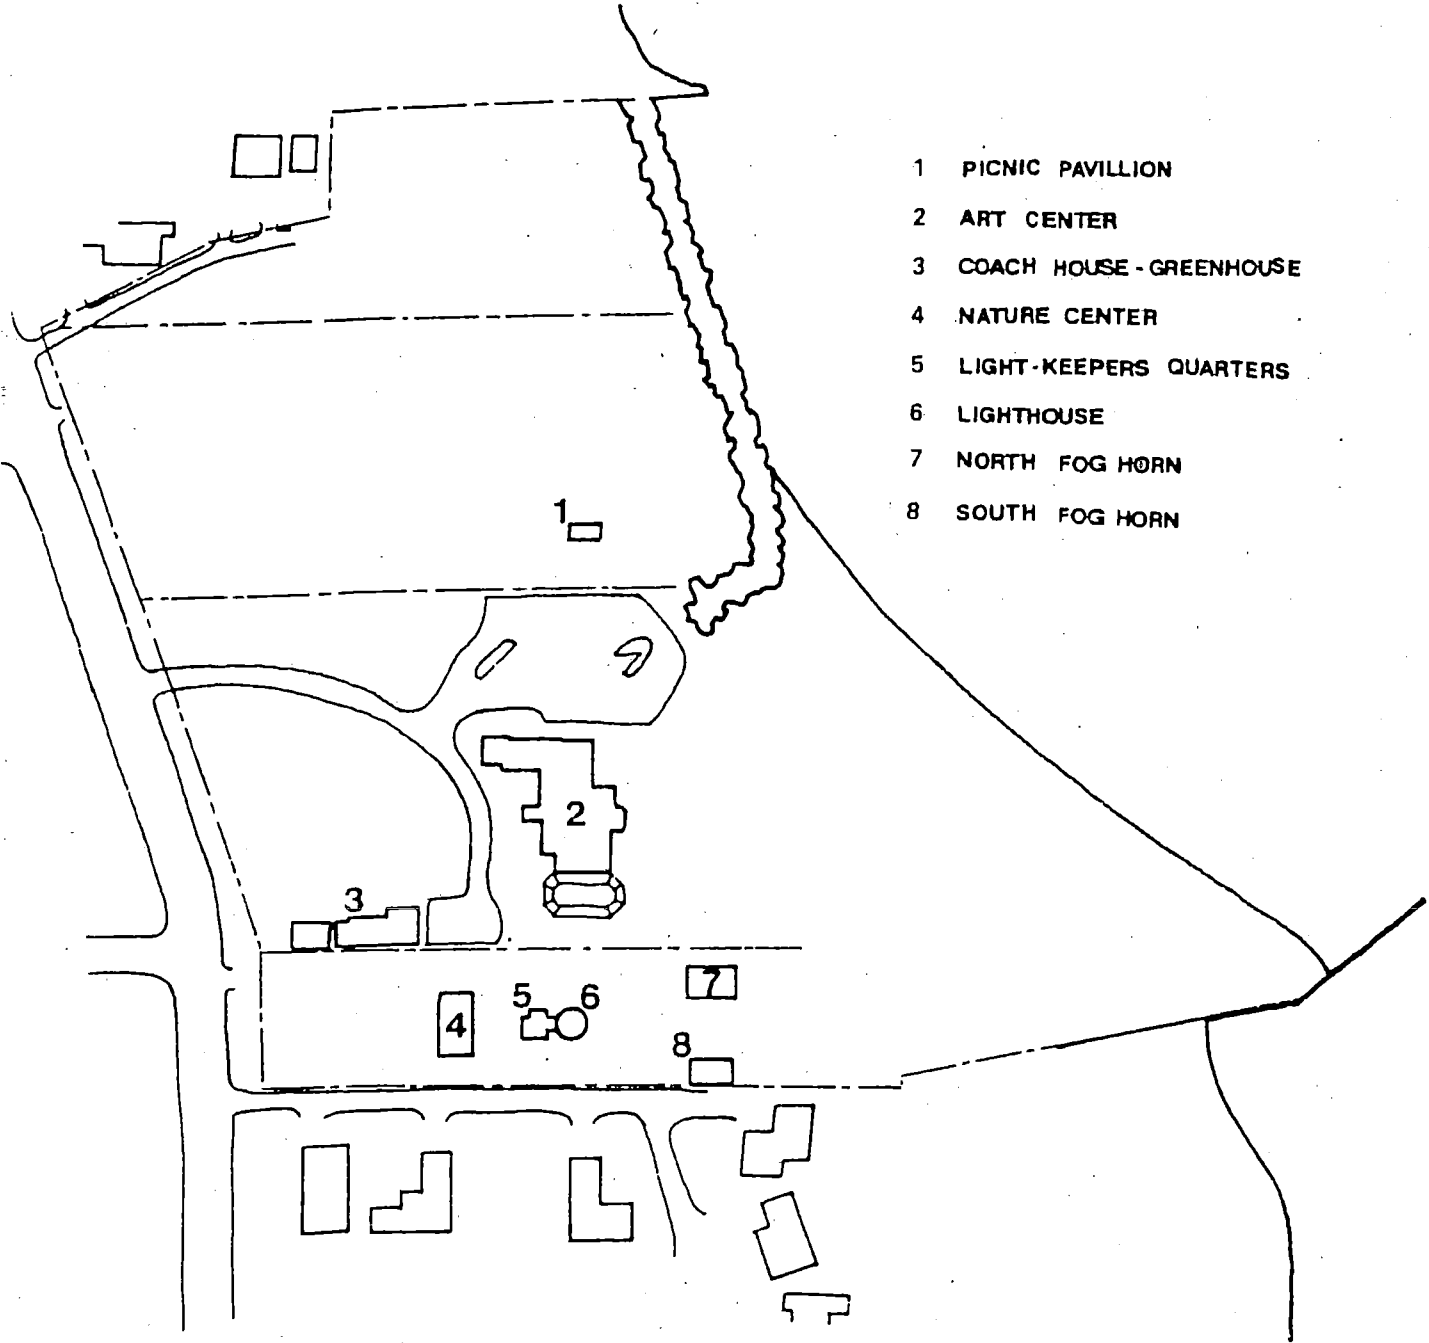 1 PICNIC PAVILLION
2 ART CENTER
3 COACH HOUSE-GREENHOUSE
4 NATURE CENTER
5 LIGHT-KEEPERS QUARTERS
6 LIGHTHOUSE
7 NORTH FOG HORN
8 SOUTH FOG HORN
1
2
3
7
5
6
4
8